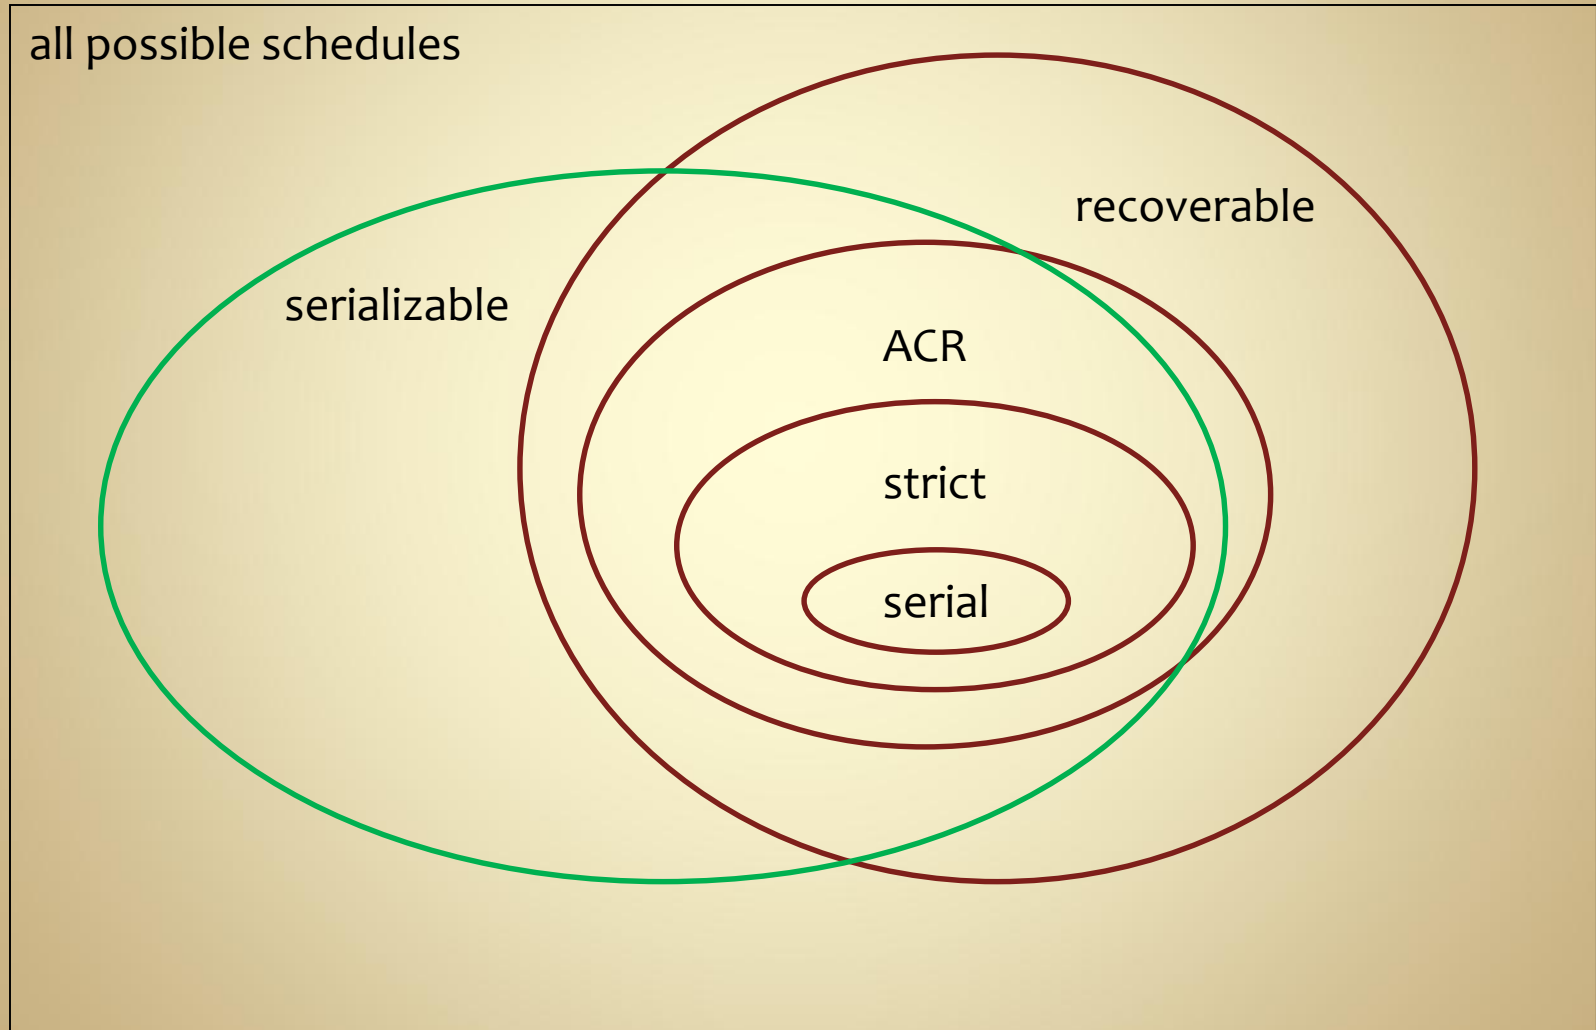 all possible schedules
recoverable
serializable
ACR
strict
serial